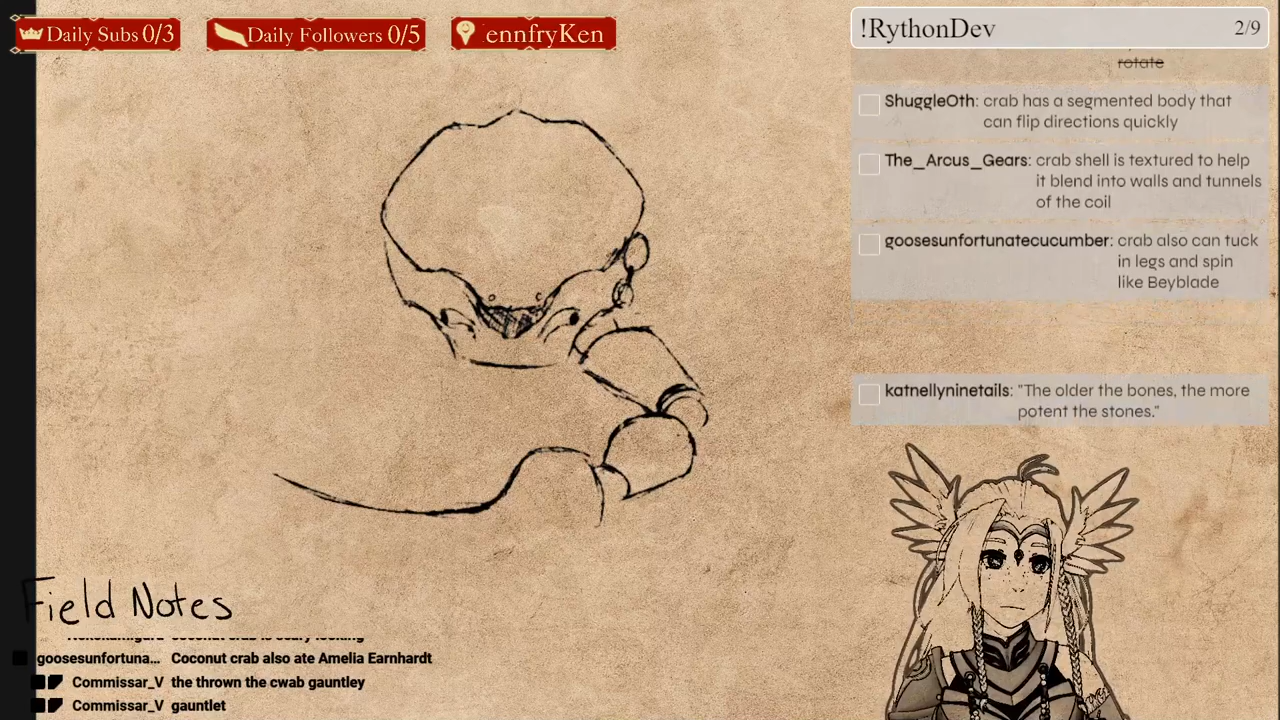 Daily Subs 0/3
Daily Followers 0/5
ennfryKen
!RythonDev 2/9
rotate
ShuggleOth: crab has a segmented body that
can flip directions quickly
The_Arcus_Gears: crab shell is textured to help
it blend into walls and tunnels
of the coil
goosesunfortunatecucumber: crab also can tuck
in legs and spin
like Beyblade
katnellyninetails: "The older the bones, the more
potent the stones."
Field Notes
goosesunfortuna... Coconut crab also ate Amelia Earnhardt
Commissar_V the thrown the cwab gauntley
Commissar_V gauntlet